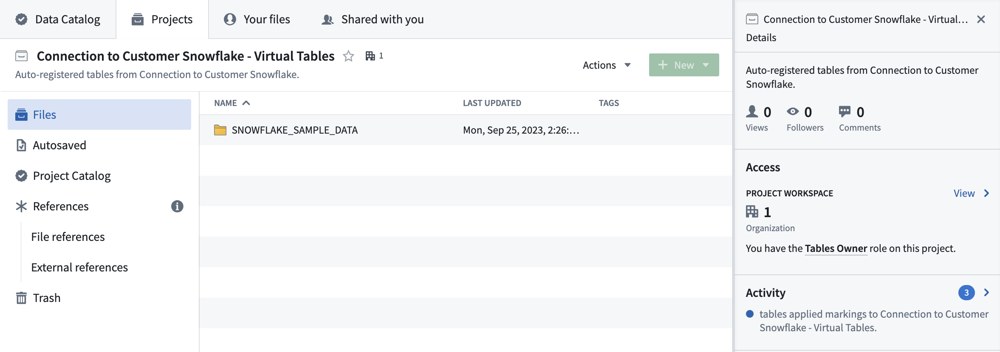 Data Catalog
Projects
Your files
Shared with you
Connection to Customer Snowflake - Virtual Tables
1
Auto-registered tables from Connection to Customer Snowflake.
Actions
New
Files
Autosaved
Project Catalog
References
File references
External references
Trash
NAME
LAST UPDATED
TAGS
SNOWFLAKE_SAMPLE_DATA
Mon, Sep 25, 2023, 2:26:...
Connection to Customer Snowflake - Virtual...
Details
Auto-registered tables from Connection to Customer
Snowflake.
0
0
0
Views
Followers
Comments
Access
PROJECT WORKSPACE
View
1
Organization
You have the Tables Owner role on this project.
Activity
3
tables applied markings to Connection to Customer
Snowflake - Virtual Tables.